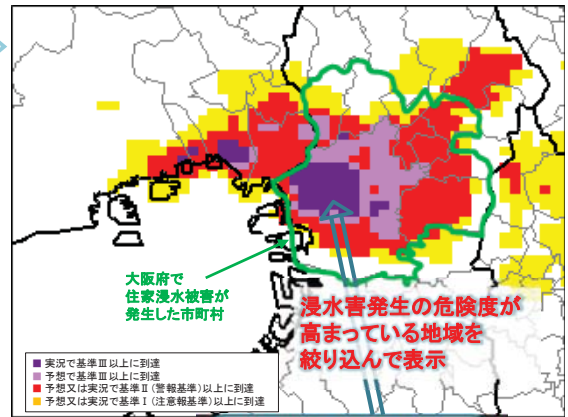 大阪府で
住家浸水被害が
発生した市町村
浸水害発生の危険度が
高まっている地域を
絞り込んで表示
実況で基準Ⅲ以上に到達
予想で基準Ⅲ以上に到達
予想又は実況で基準Ⅱ（警報基準）以上に到達
予想又は実況で基準Ⅰ（注意報基準）以上に到達